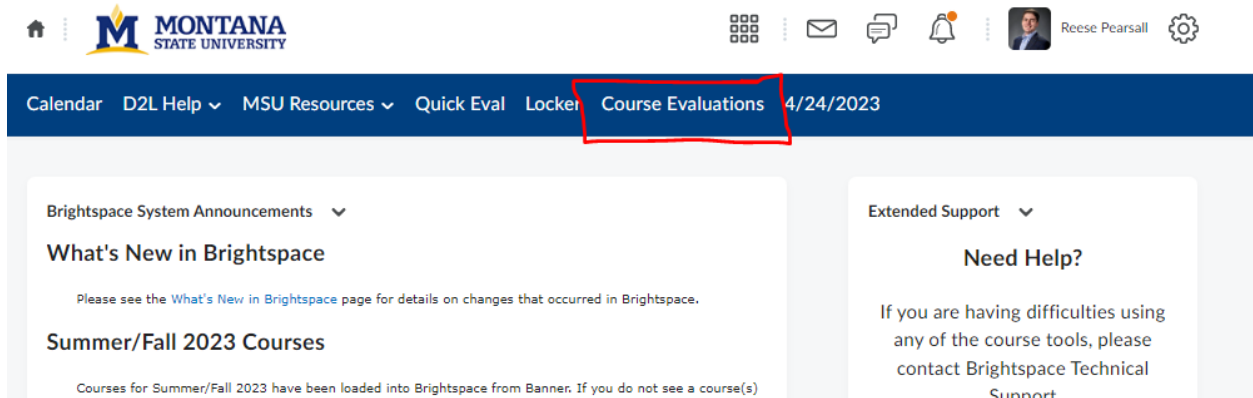 MONTANA
STATE UNIVERSITY
Reese Pearsall
Calendar D2L Help MSU Resources Quick Eval Locker Course Evaluations 4/24/2023
Brightspace System Announcements
What's New in Brightspace
Please see the What's New in Brightspace page for details on changes that occurred in Brightspace.
Summer/Fall 2023 Courses
Courses for Summer/Fall 2023 have been loaded into Brightspace from Banner. If you do not see a course(s)
Extended Support
Need Help?
If you are having difficulties using
any of the course tools, please
contact Brightspace Technical
Support